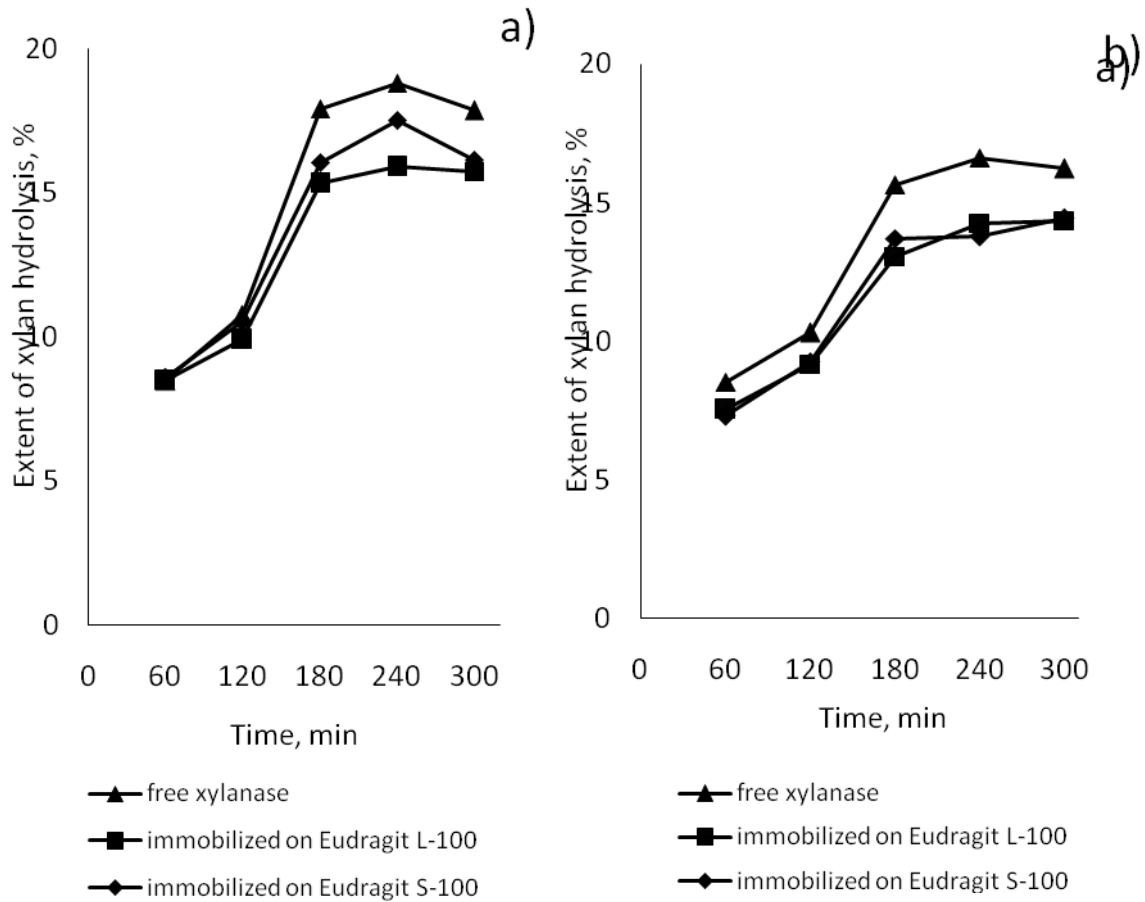 a)
20
15
10
5
0
Extent of xylan hydrolysis, %
0 60 120 180 240 300
Time, min
free xylanase
immobilized on Eudragit L-100
immobilized on Eudragit S-100
b)
a)
20
15
10
5
0
Extent of xylan hydrolysis, %
0 60 120 180 240 300
Time, min
free xylanase
immobilized on Eudragit L-100
immobilized on Eudragit S-100